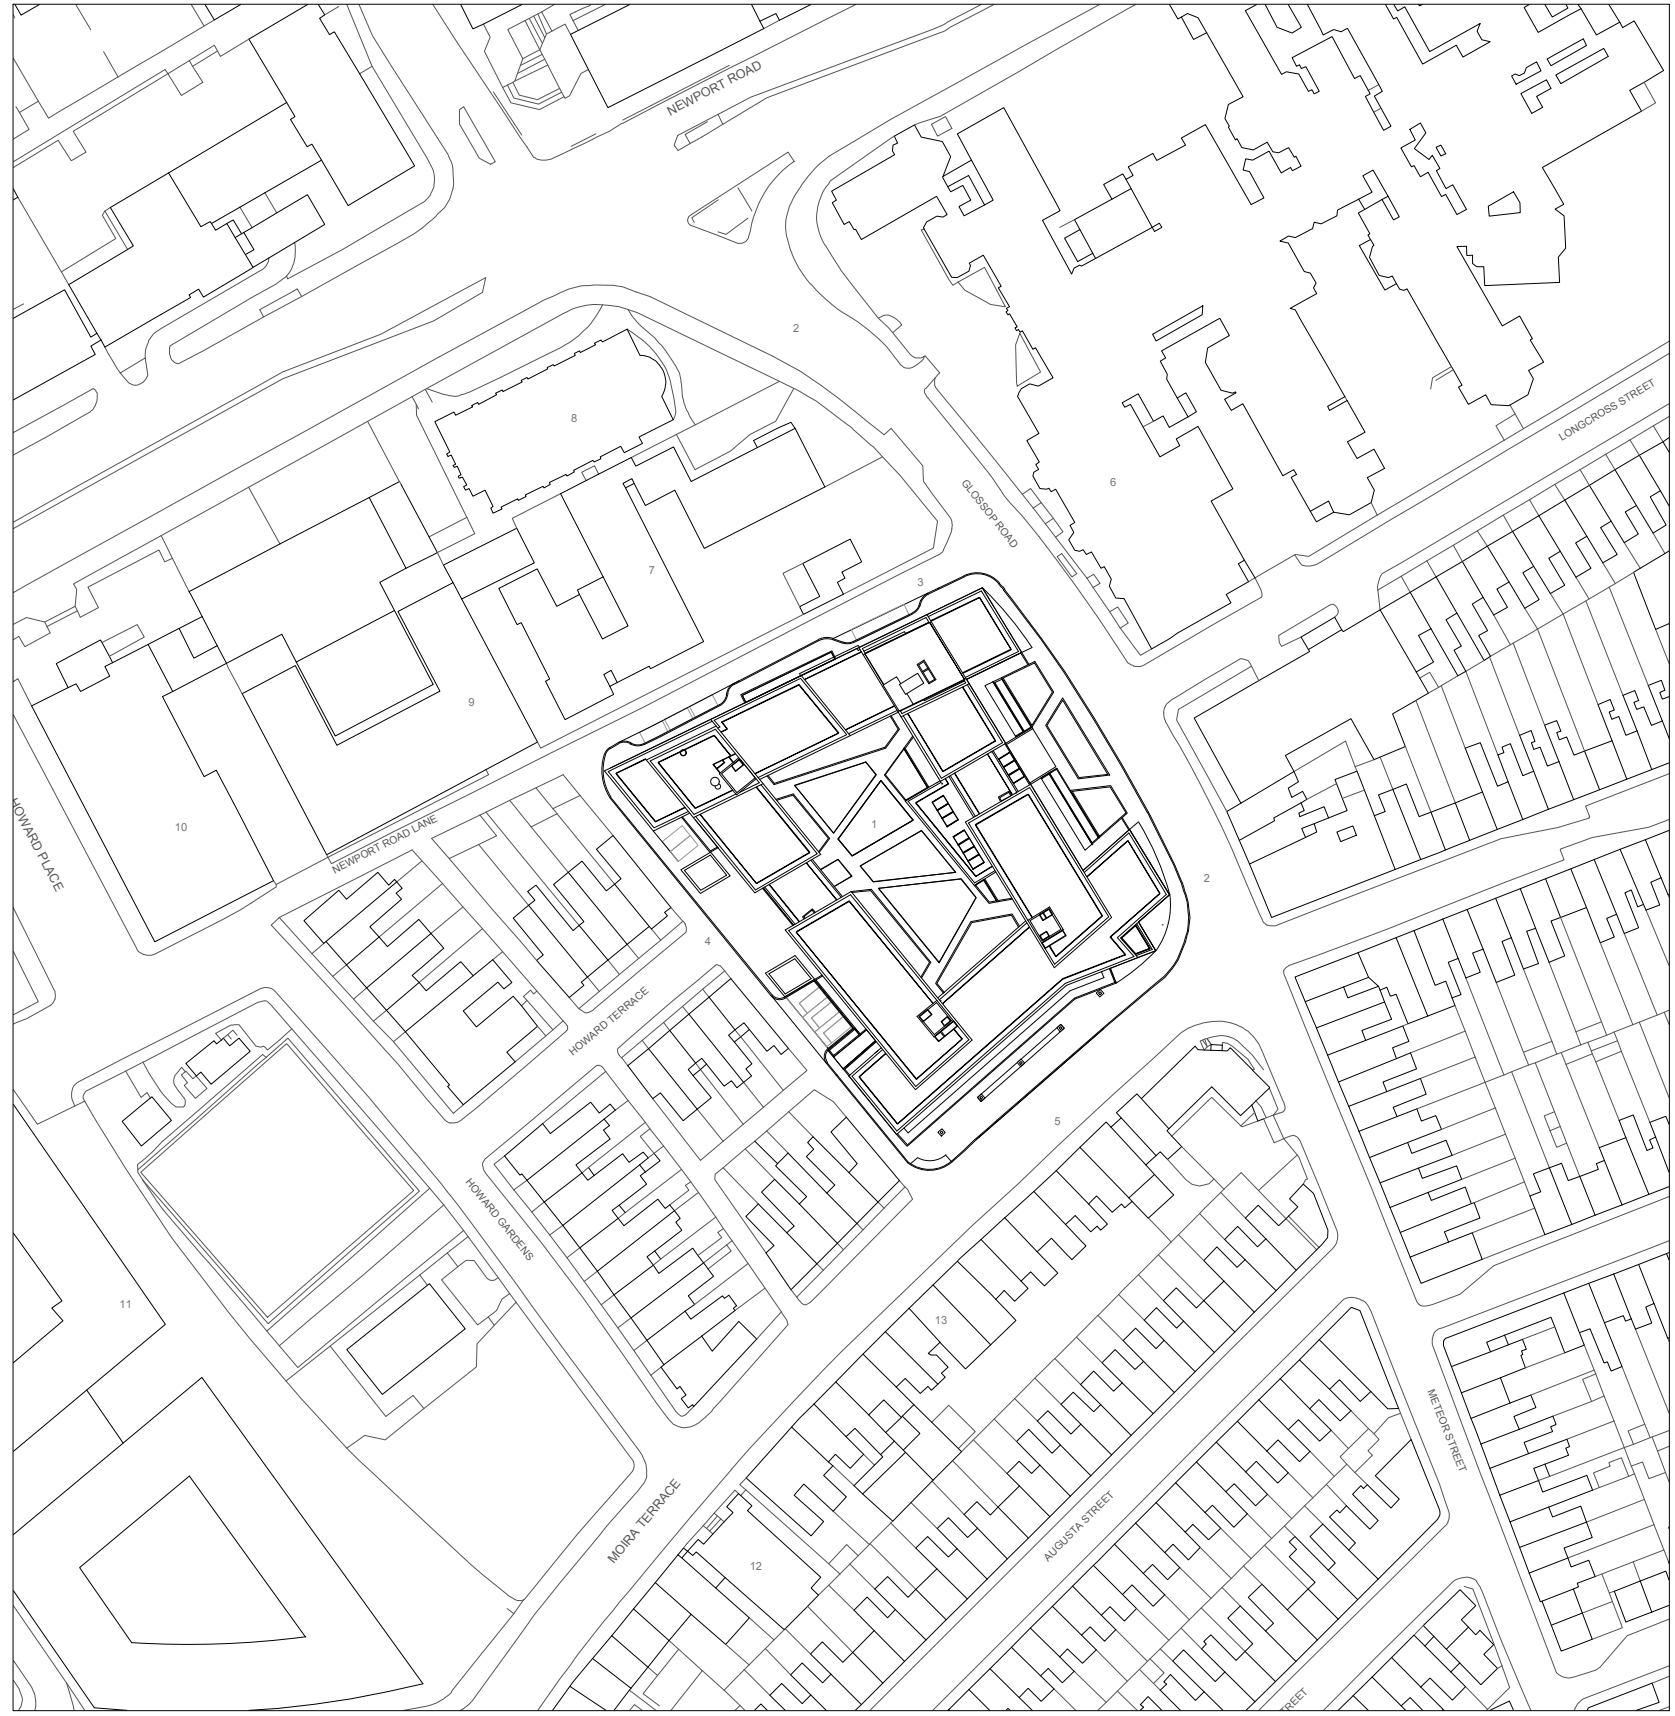 NEWPORT ROAD
2
LONGCROSS STREET
8
6
GLOSSOP ROAD
7
3
9
HOWARD PLACE
10
NEWPORT ROAD LANE
1
2
4
HOWARD TERRACE
5
HOWARD GARDENS
11
13
METEOR STREET
MOIRA TERRACE
AUGUSTA STREET
12
REET